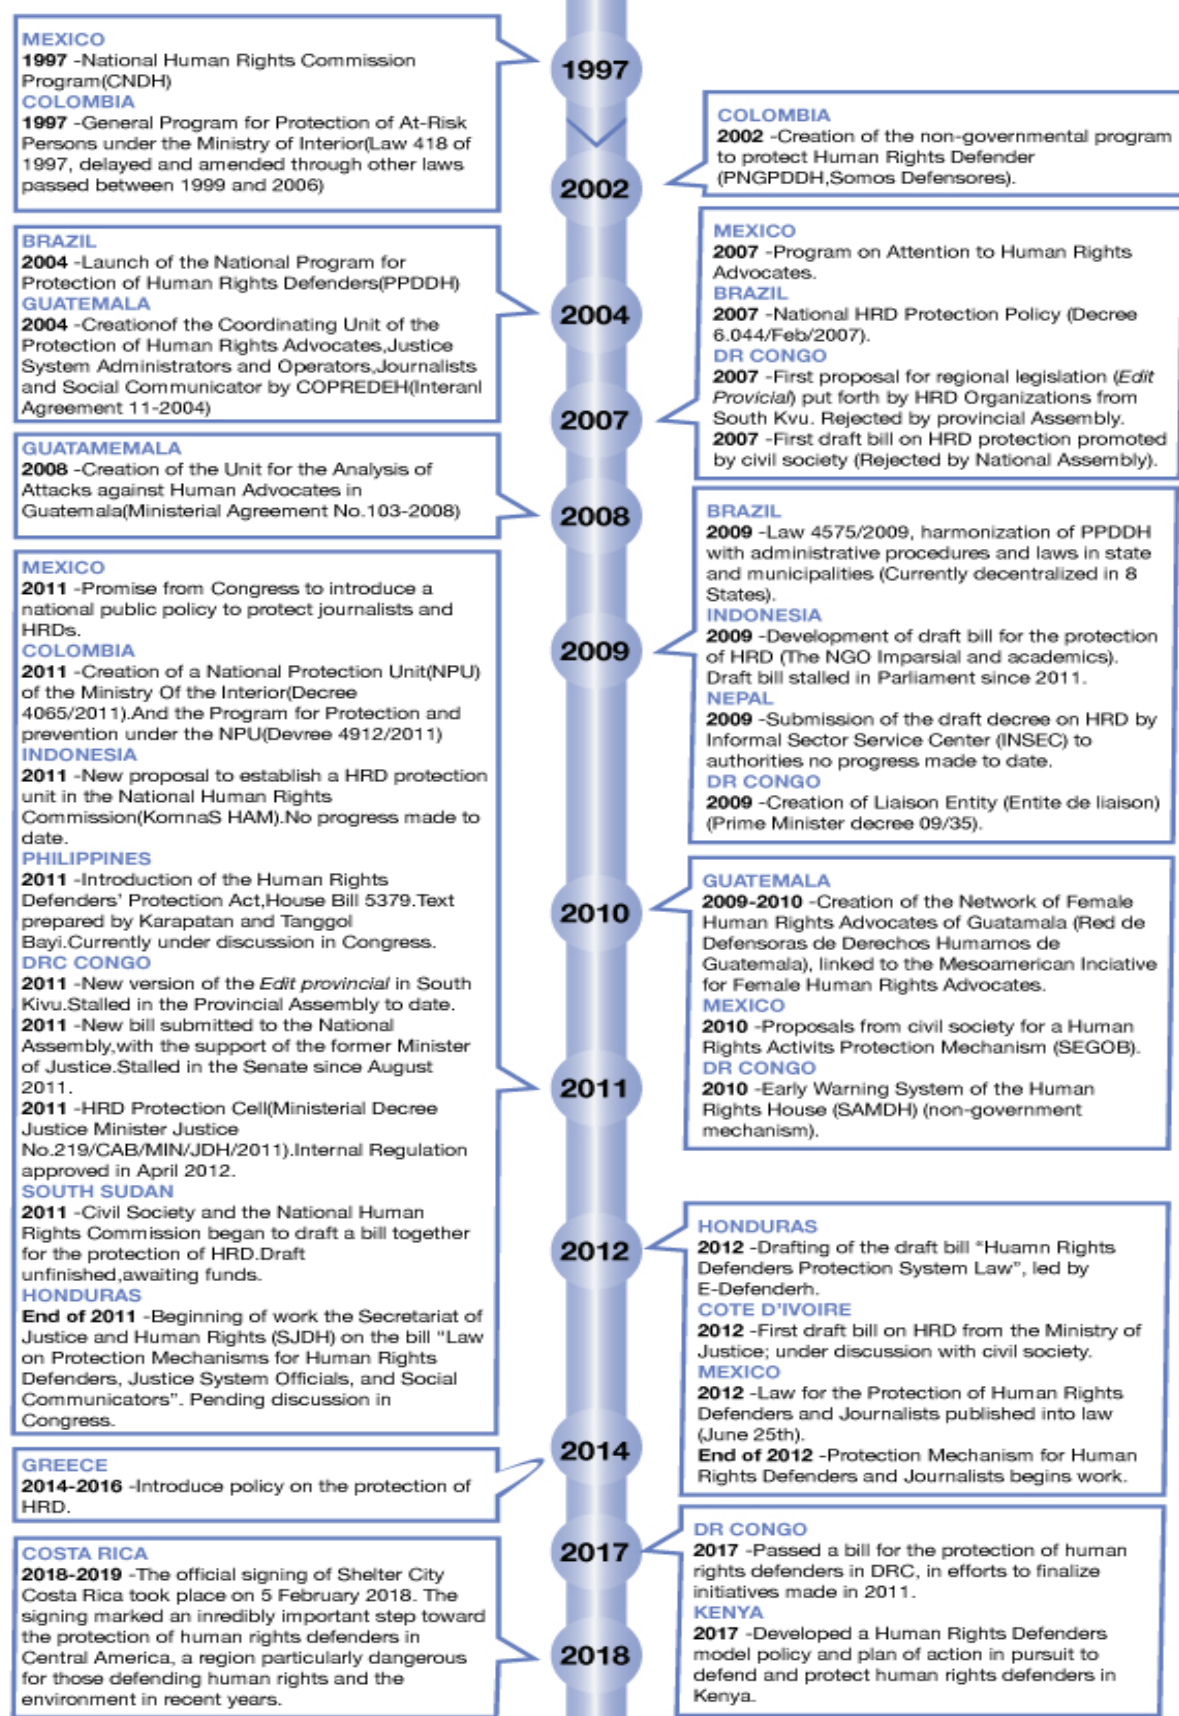 MEXICO
1997 -National Human Rights Commission
Program(CNDH)
COLOMBIA
1997 -General Program for Protection of At-Risk
Persons under the Ministry of Interior(Law 418 of
1997, delayed and amended through other laws
passed between 1999 and 2006)
1997
COLOMBIA
2002 -Creation of the non-governmental program
to protect Human Rights Defender
(PNGPDDH,Somos Defensores).
2002
BRAZIL
2004 -Launch of the National Program for
Protection of Human Rights Defenders(PPDDH)
GUATEMALA
2004 -Creationof the Coordinating Unit of the
Protection of Human Rights Advocates,Justice
System Administrators and Operators,Journalists
and Social Communicator by COPREDEH(Interanl
Agreement 11-2004)
2004
MEXICO
2007 -Program on Attention to Human Rights
Advocates.
BRAZIL
2007 -National HRD Protection Policy (Decree
6.044/Feb/2007).
DR CONGO
2007 -First proposal for regional legislation (Edit
Provicial) put forth by HRD Organizations from
South Kvu. Rejected by provincial Assembly.
2007 -First draft bill on HRD protection promoted
by civil society (Rejected by National Assembly).
2007
GUATAMEMALA
2008 -Creation of the Unit for the Analysis of
Attacks against Human Advocates in
Guatemala(Ministerial Agreement No.103-2008)
2008
BRAZIL
2009 -Law 4575/2009, harmonization of PPDDH
with administrative procedures and laws in state
and municipalities (Currently decentralized in 8
States).
INDONESIA
2009 -Development of draft bill for the protection
of HRD (The NGO Imparsial and academics).
Draft bill stalled in Parliament since 2011.
NEPAL
2009 -Submission of the draft decree on HRD by
Informal Sector Service Center (INSEC) to
authorities no progress made to date.
DR CONGO
2009 -Creation of Liaison Entity (Entite de liaison)
(Prime Minister decree 09/35).
2009
GUATEMALA
2009-2010 -Creation of the Network of Female
Human Rights Advocates of Guatamala (Red de
Defensoras de Derechos Humamos de
Guatemala), linked to the Mesoamerican Inciative
for Female Human Rights Advocates.
MEXICO
2010 -Proposals from civil society for a Human
Rights Activits Protection Mechanism (SEGOB).
DR CONGO
2010 -Early Warning System of the Human
Rights House (SAMDH) (non-government
mechanism).
2010
MEXICO
2011 -Promise from Congress to introduce a
national public policy to protect journalists and
HRDs.
COLOMBIA
2011 -Creation of a National Protection Unit(NPU)
of the Ministry Of the Interior(Decree
4065/2011).And the Program for Protection and
prevention under the NPU(Devree 4912/2011)
INDONESIA
2011 -New proposal to establish a HRD protection
unit in the National Human Rights
Commission(KomnaS HAM).No progress made to
date.
PHILIPPINES
2011 -Introduction of the Human Rights
Defenders' Protection Act,House Bill 5379.Text
prepared by Karapatan and Tanggol
Bayi.Currently under discussion in Congress.
DRC CONGO
2011 -New version of the Edit provincial in South
Kivu.Stalled in the Provincial Assembly to date.
2011 -New bill submitted to the National
Assembly,with the support of the former Minister
of Justice.Stalled in the Senate since August
2011.
2011 -HRD Protection Cell(Ministerial Decree
Justice Minister Justice
No.219/CAB/MIN/JDH/2011).Internal Regulation
approved in April 2012.
SOUTH SUDAN
2011 -Civil Society and the National Human
Rights Commission began to draft a bill together
for the protection of HRD.Draft
unfinished,awaiting funds.
HONDURAS
End of 2011 -Beginning of work the Secretariat of
Justice and Human Rights (SJDH) on the bill "Law
on Protection Mechanisms for Human Rights
Defenders, Justice System Officials, and Social
Communicators". Pending discussion in
Congress.
2011
HONDURAS
2012 -Drafting of the draft bill "Huamn Rights
Defenders Protection System Law", led by
E-Defenderh.
COTE D'IVOIRE
2012 -First draft bill on HRD from the Ministry of
Justice; under discussion with civil society.
MEXICO
2012 -Law for the Protection of Human Rights
Defenders and Journalists published into law
(June 25th).
End of 2012 -Protection Mechanism for Human
Rights Defenders and Journalists begins work.
2012
GREECE
2014-2016 -Introduce policy on the protection of
HRD.
2014
DR CONGO
2017 -Passed a bill for the protection of human
rights defenders in DRC, in efforts to finalize
initiatives made in 2011.
KENYA
2017 -Developed a Human Rights Defenders
model policy and plan of action in pursuit to
defend and protect human rights defenders in
Kenya.
2017
COSTA RICA
2018-2019 -The official signing of Shelter City
Costa Rica took place on 5 February 2018. The
signing marked an inredibly important step toward
the protection of human rights defenders in
Central America, a region particularly dangerous
for those defending human rights and the
environment in recent years.
2018